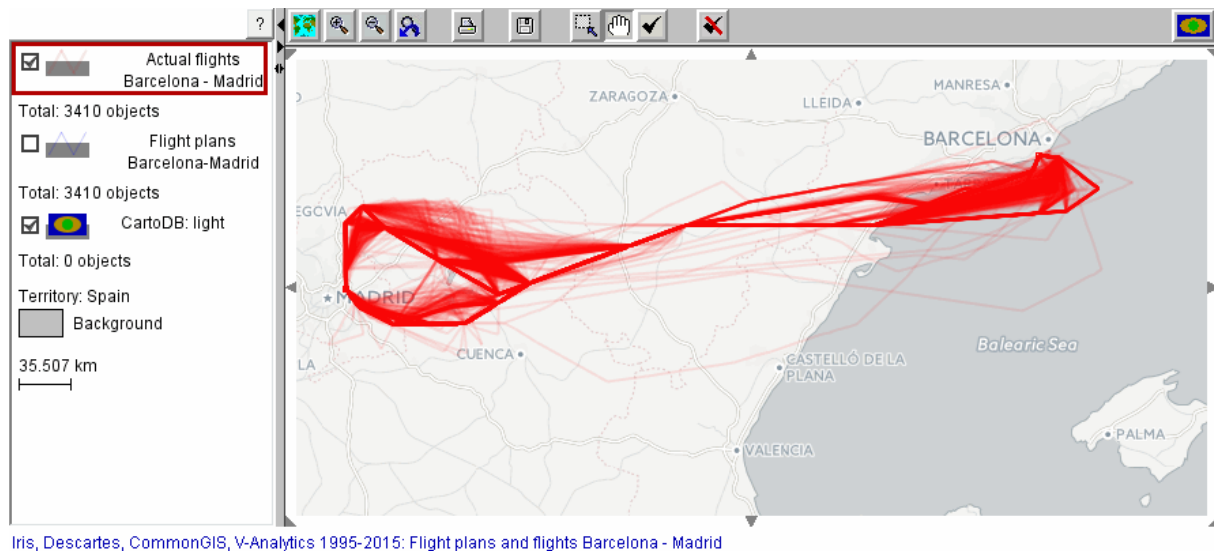 ?
Actual flights
Barcelona - Madrid
Total: 3410 objects
Flight plans
Barcelona-Madrid
Total: 3410 objects
CartoDB: light
Total: 0 objects
Territory: Spain
Background
35.507 km
ZARAGOZA
LLEIDA
MANRESA
BARCELONA
MADRID
CUENCA
LA
CASTELLÓ DE LA
PLANA
Balearic Sea
VALENCIA
PALMA
Iris, Descartes, CommonGIS, V-Analytics 1995-2015: Flight plans and flights Barcelona - Madrid